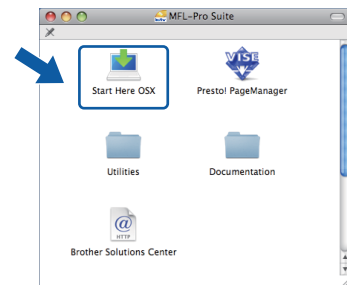 MFL-Pro Suite
Start Here OSX
VISE
Presto! PageManager
Utilities
Documentation
@
HTTP
Brother Solutions Center